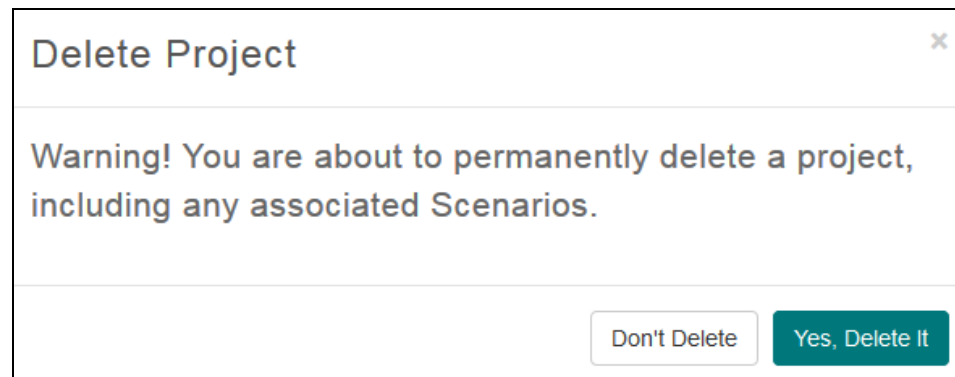 Delete Project
×
Warning! You are about to permanently delete a project,
including any associated Scenarios.
Don't Delete
Yes, Delete It